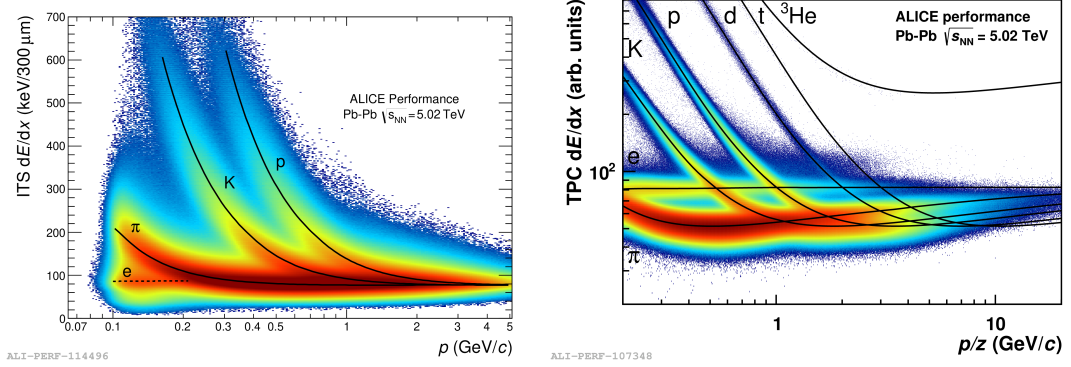 ITS dE/dx (keV/300 μm)
700
600
500
400
300
200
100
0
ALICE Performance
Pb-Pb √sNN = 5.02 TeV
π
e
K
p
0.07 0.1 0.2 0.3 0.4 0.5 1 2 3 4 5
p (GeV/c)
ALI-PERF-114496
TPC dE/dx (arb. units)
10²
K p d t ³He
e
π
ALICE performance
Pb-Pb √sNN = 5.02 TeV
1 10
p/z (GeV/c)
ALI-PERF-107348